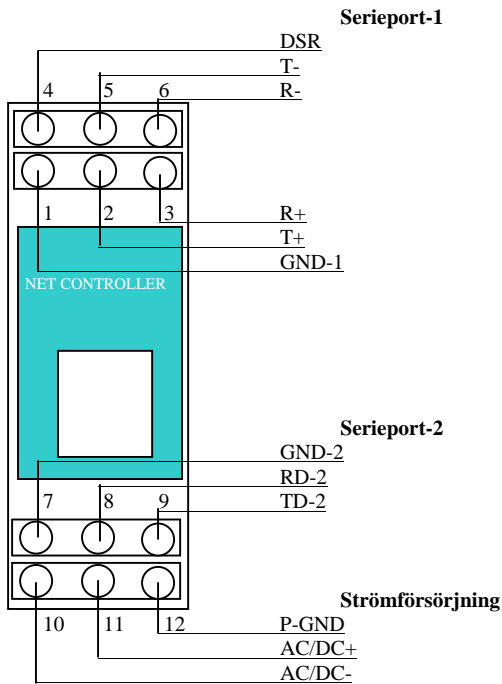 Serieport-1
DSR
T-
R-
4 5 6
1 2 3
R+
T+
GND-1
NET CONTROLLER
Serieport-2
GND-2
RD-2
TD-2
7 8 9
Strömförsörjning
10 11 12
P-GND
AC/DC+
AC/DC-